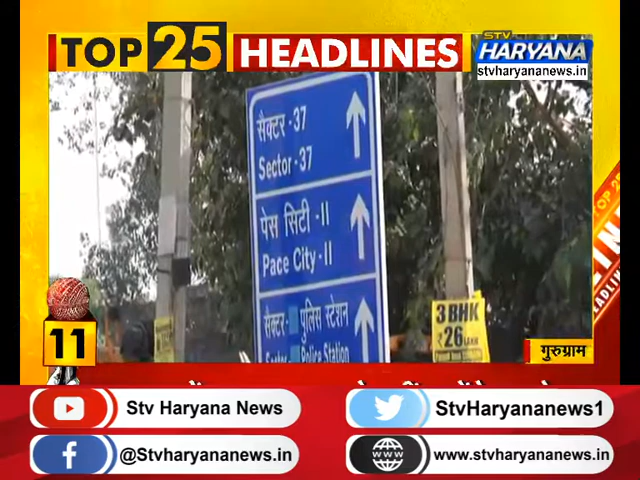 TOP 25 HEADLINES
STV
HARYANA
stvharyananews.in
सैक्टर -37
Sector -37
पेस सिटी -II
Pace City -II
पुलिस स्टेशन
Police Station
3 BHK
₹26
11
गुरुग्राम
Stv Haryana News
StvHaryananews1
@Stvharyananews.in
www.stvharyananews.in